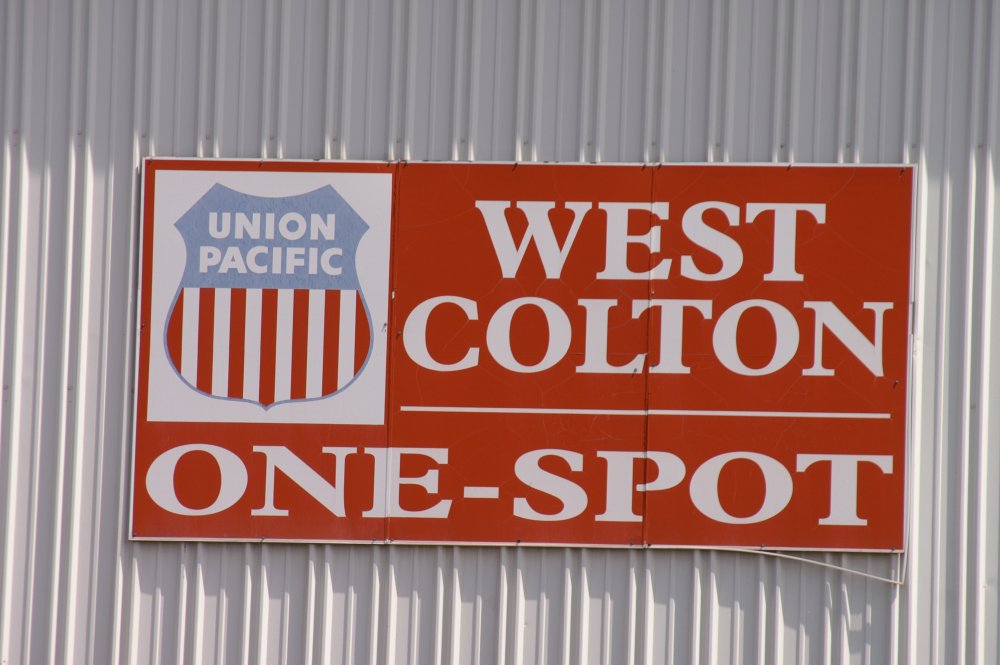 UNION
PACIFIC
WEST
COLTON
ONE-SPOT